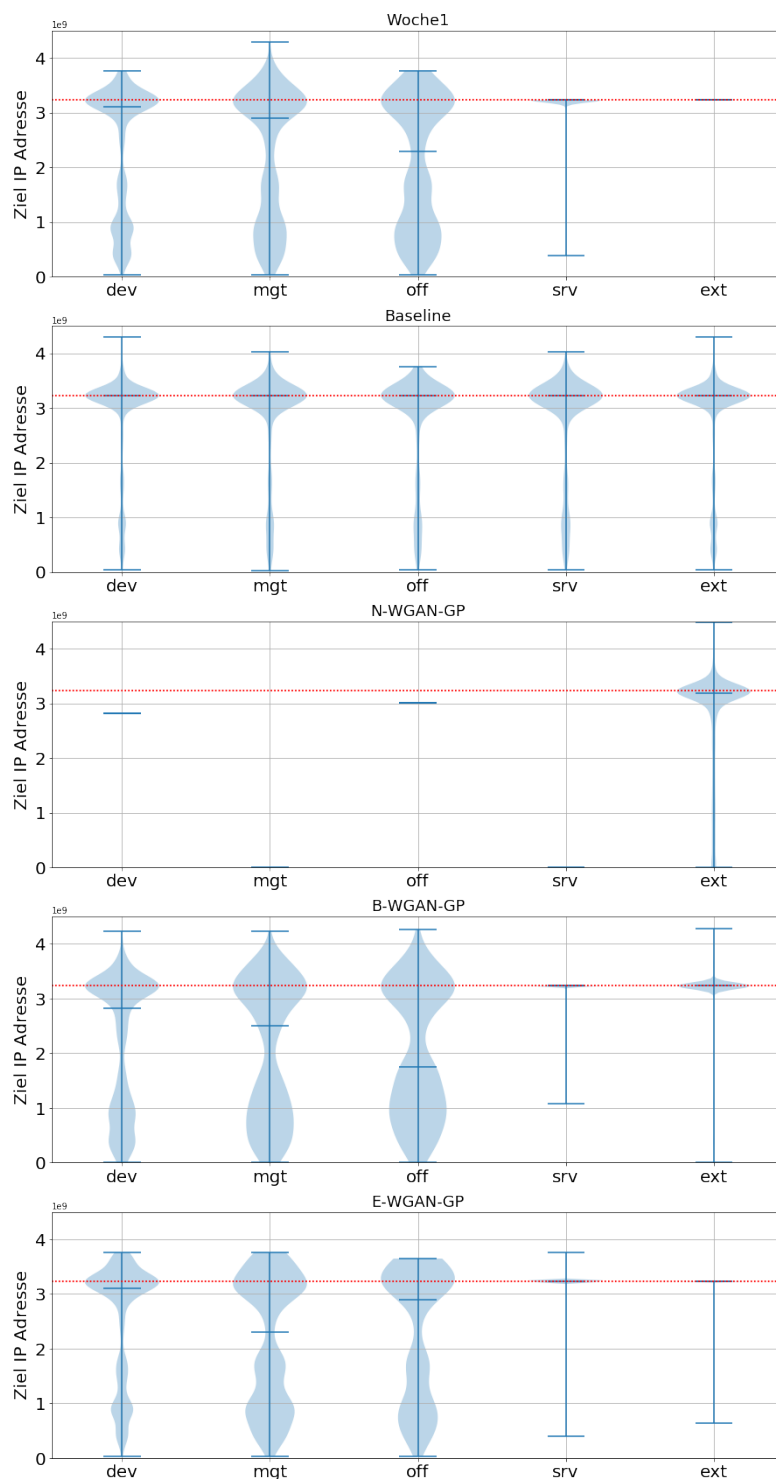 Woche1
1e9
Ziel IP Adresse
4
3
2
1
0
dev mgt off srv ext
Baseline
1e9
Ziel IP Adresse
4
3
2
1
0
dev mgt off srv ext
N-WGAN-GP
1e9
Ziel IP Adresse
4
3
2
1
0
dev mgt off srv ext
B-WGAN-GP
1e9
Ziel IP Adresse
4
3
2
1
0
dev mgt off srv ext
E-WGAN-GP
1e9
Ziel IP Adresse
4
3
2
1
0
dev mgt off srv ext